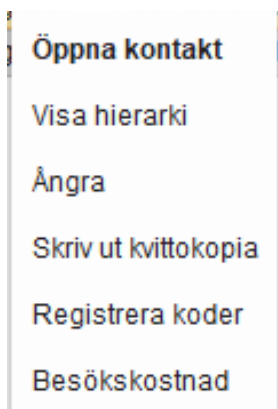 Öppna kontakt
Visa hierarki
Ångra
Skriv ut kvittokopia
Registrera koder
Besökskostnad